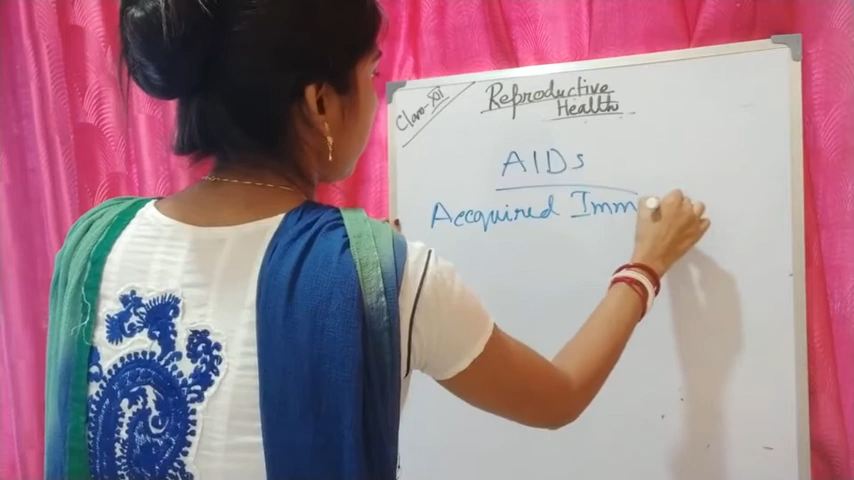 Class-XII
Reproductive
Health
AIDs
Acquired Imm